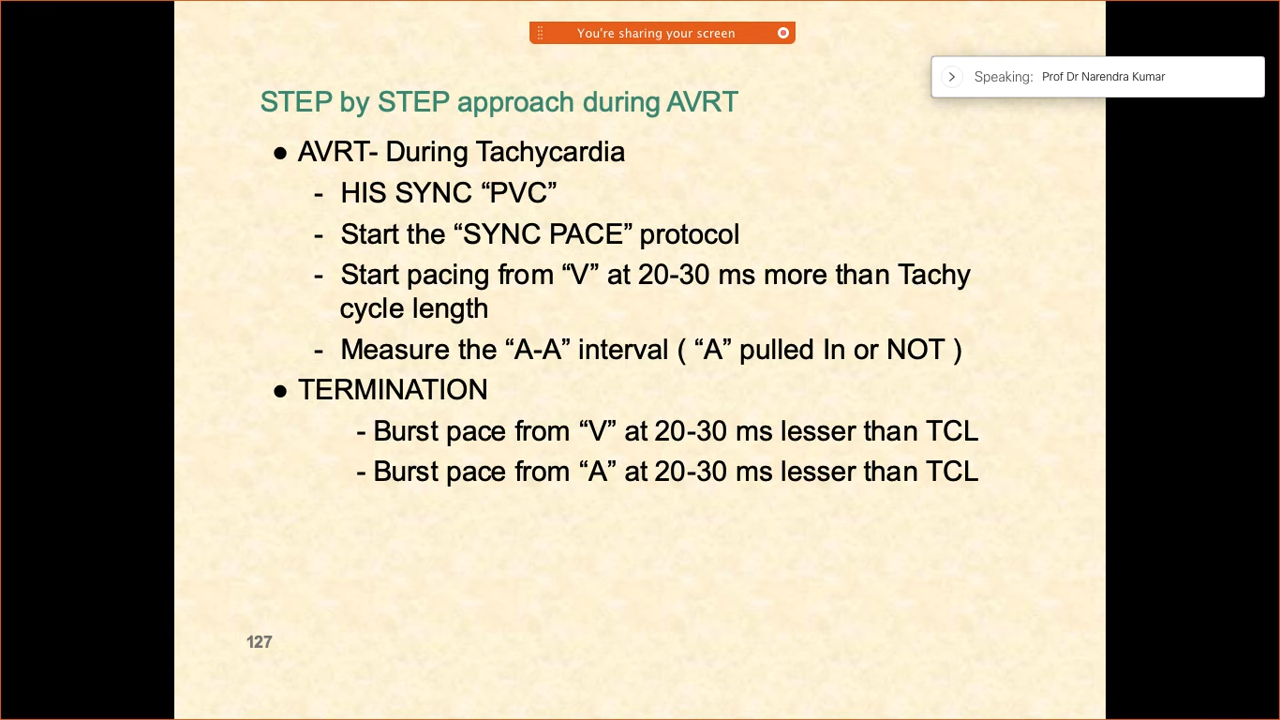 You're sharing your screen
Speaking: Prof Dr Narendra Kumar
STEP by STEP approach during AVRT
● AVRT- During Tachycardia
- HIS SYNC “PVC”
- Start the “SYNC PACE” protocol
- Start pacing from “V” at 20-30 ms more than Tachy
cycle length
- Measure the “A-A” interval ( “A” pulled In or NOT )
● TERMINATION
- Burst pace from “V” at 20-30 ms lesser than TCL
- Burst pace from “A” at 20-30 ms lesser than TCL
127